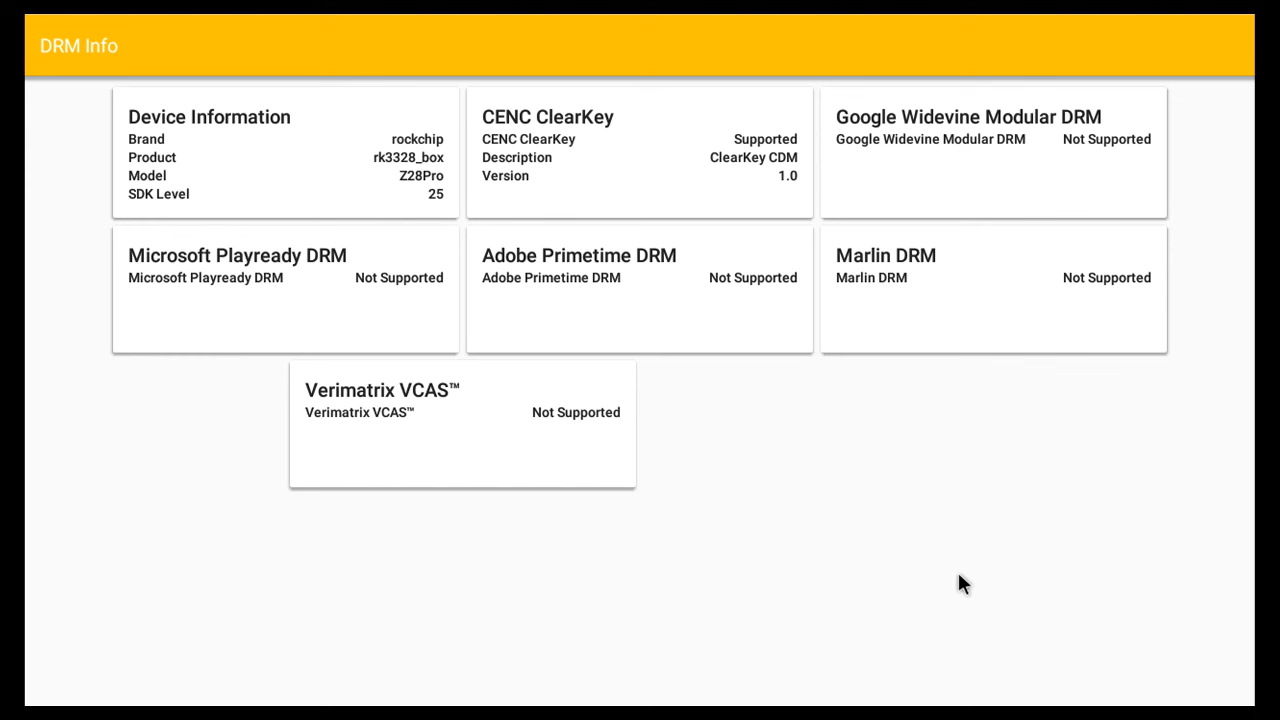 DRM Info
Device Information
Brand rockchip
Product rk3328_box
Model Z28Pro
SDK Level 25
CENC ClearKey
CENC ClearKey Supported
Description ClearKey CDM
Version 1.0
Google Widevine Modular DRM
Google Widevine Modular DRM Not Supported
Microsoft Playready DRM
Microsoft Playready DRM Not Supported
Adobe Primetime DRM
Adobe Primetime DRM Not Supported
Marlin DRM
Marlin DRM Not Supported
Verimatrix VCAS™
Verimatrix VCAS™ Not Supported